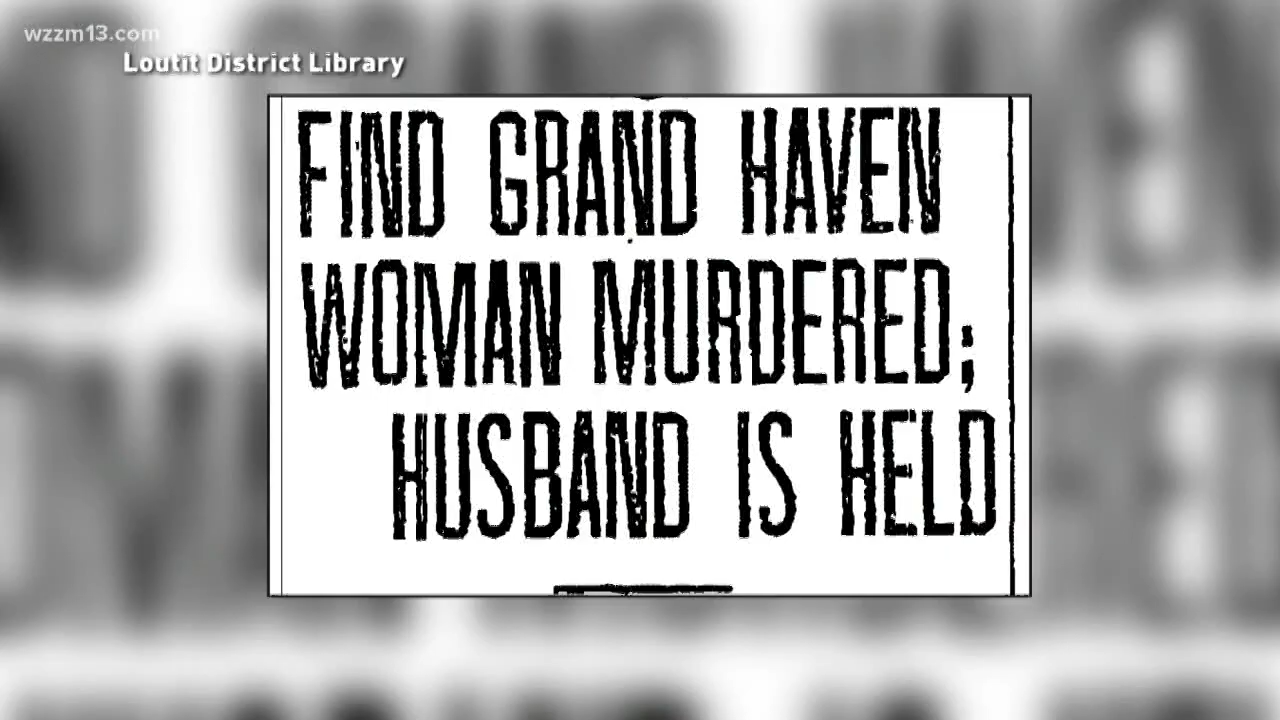 wzzm13.com
Loutit District Library
FIND GRAND HAVEN
WOMAN MURDERED;
HUSBAND IS HELD